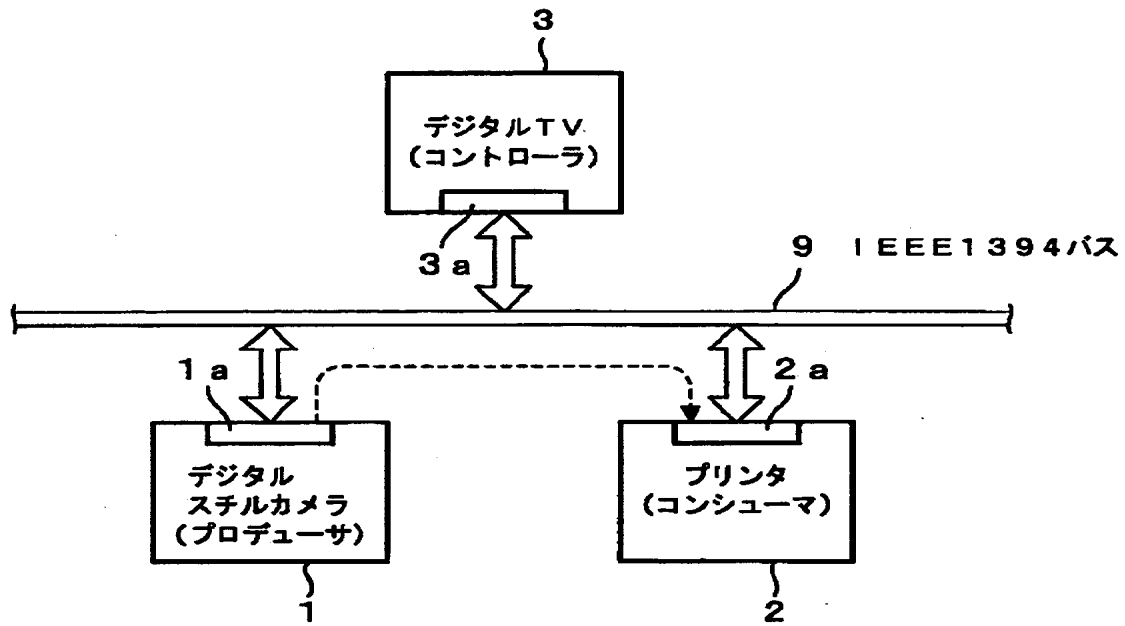 3
デジタルTV
(コントローラ)
3a
9 IEEE1394バス
1a
2a
デジタル
スチルカメラ
(プロデューサ)
プリンタ
(コンシューマ)
1
2